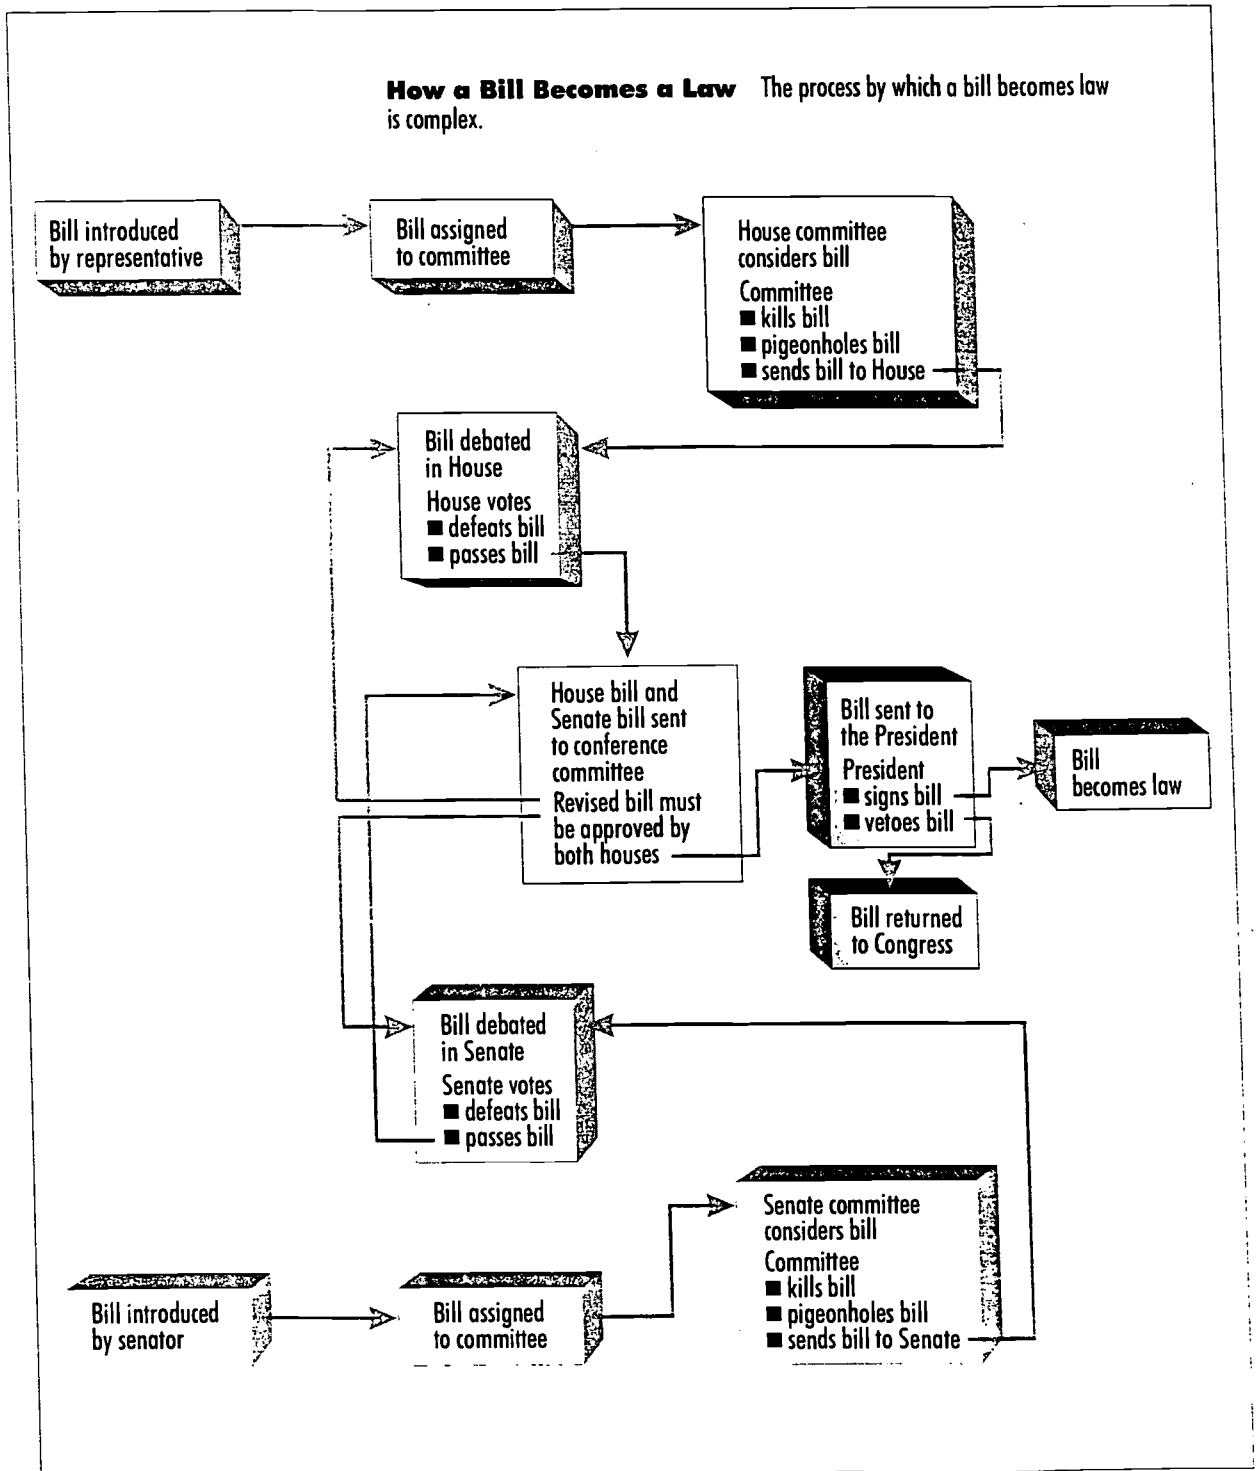 How a Bill Becomes a Law The process by which a bill becomes law
is complex.
Bill introduced
by representative
Bill assigned
to committee
House committee
considers bill
Committee
■ kills bill
■ pigeonholes bill
■ sends bill to House
Bill debated
in House
House votes
■ defeats bill
■ passes bill
House bill and
Senate bill sent
to conference
committee
Revised bill must
be approved by
both houses
Bill sent to
the President
President
■ signs bill
■ vetoes bill
Bill
becomes law
Bill returned
to Congress
Bill debated
in Senate
Senate votes
■ defeats bill
■ passes bill
Senate committee
considers bill
Committee
■ kills bill
■ pigeonholes bill
■ sends bill to Senate
Bill introduced
by senator
Bill assigned
to committee